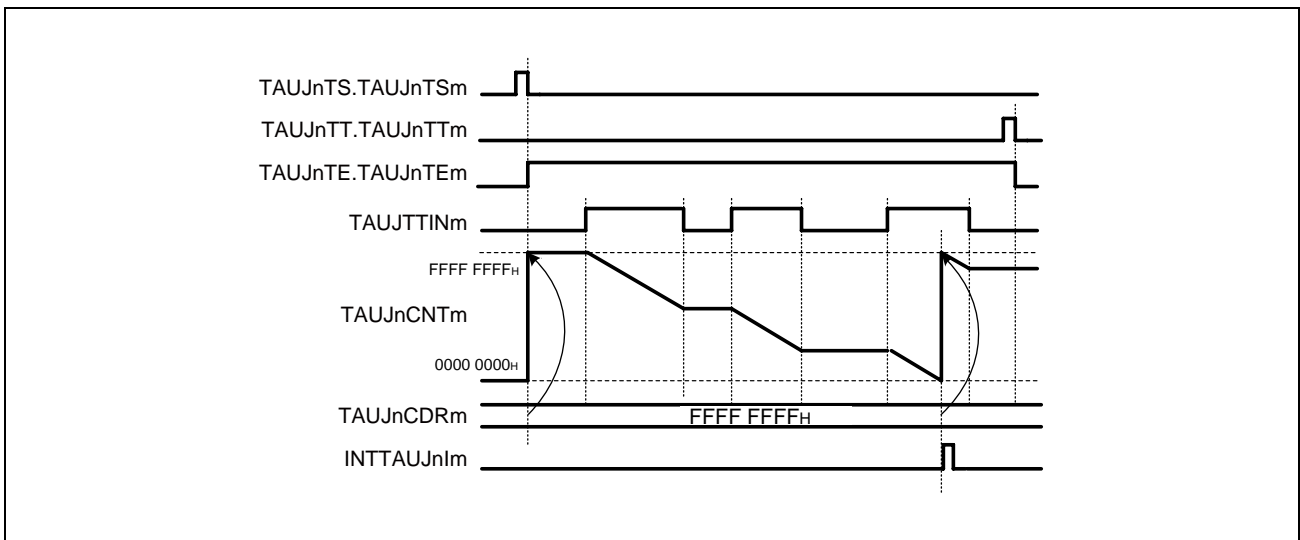 TAUJnTS.TAUJnTSm
TAUJnTT.TAUJnTTm
TAUJnTE.TAUJnTEm
TAUJTTINm
FFFF FFFFH
TAUJnCNTm
0000 0000H
TAUJnCDRm
FFFF FFFFH
INTTAUJnIm